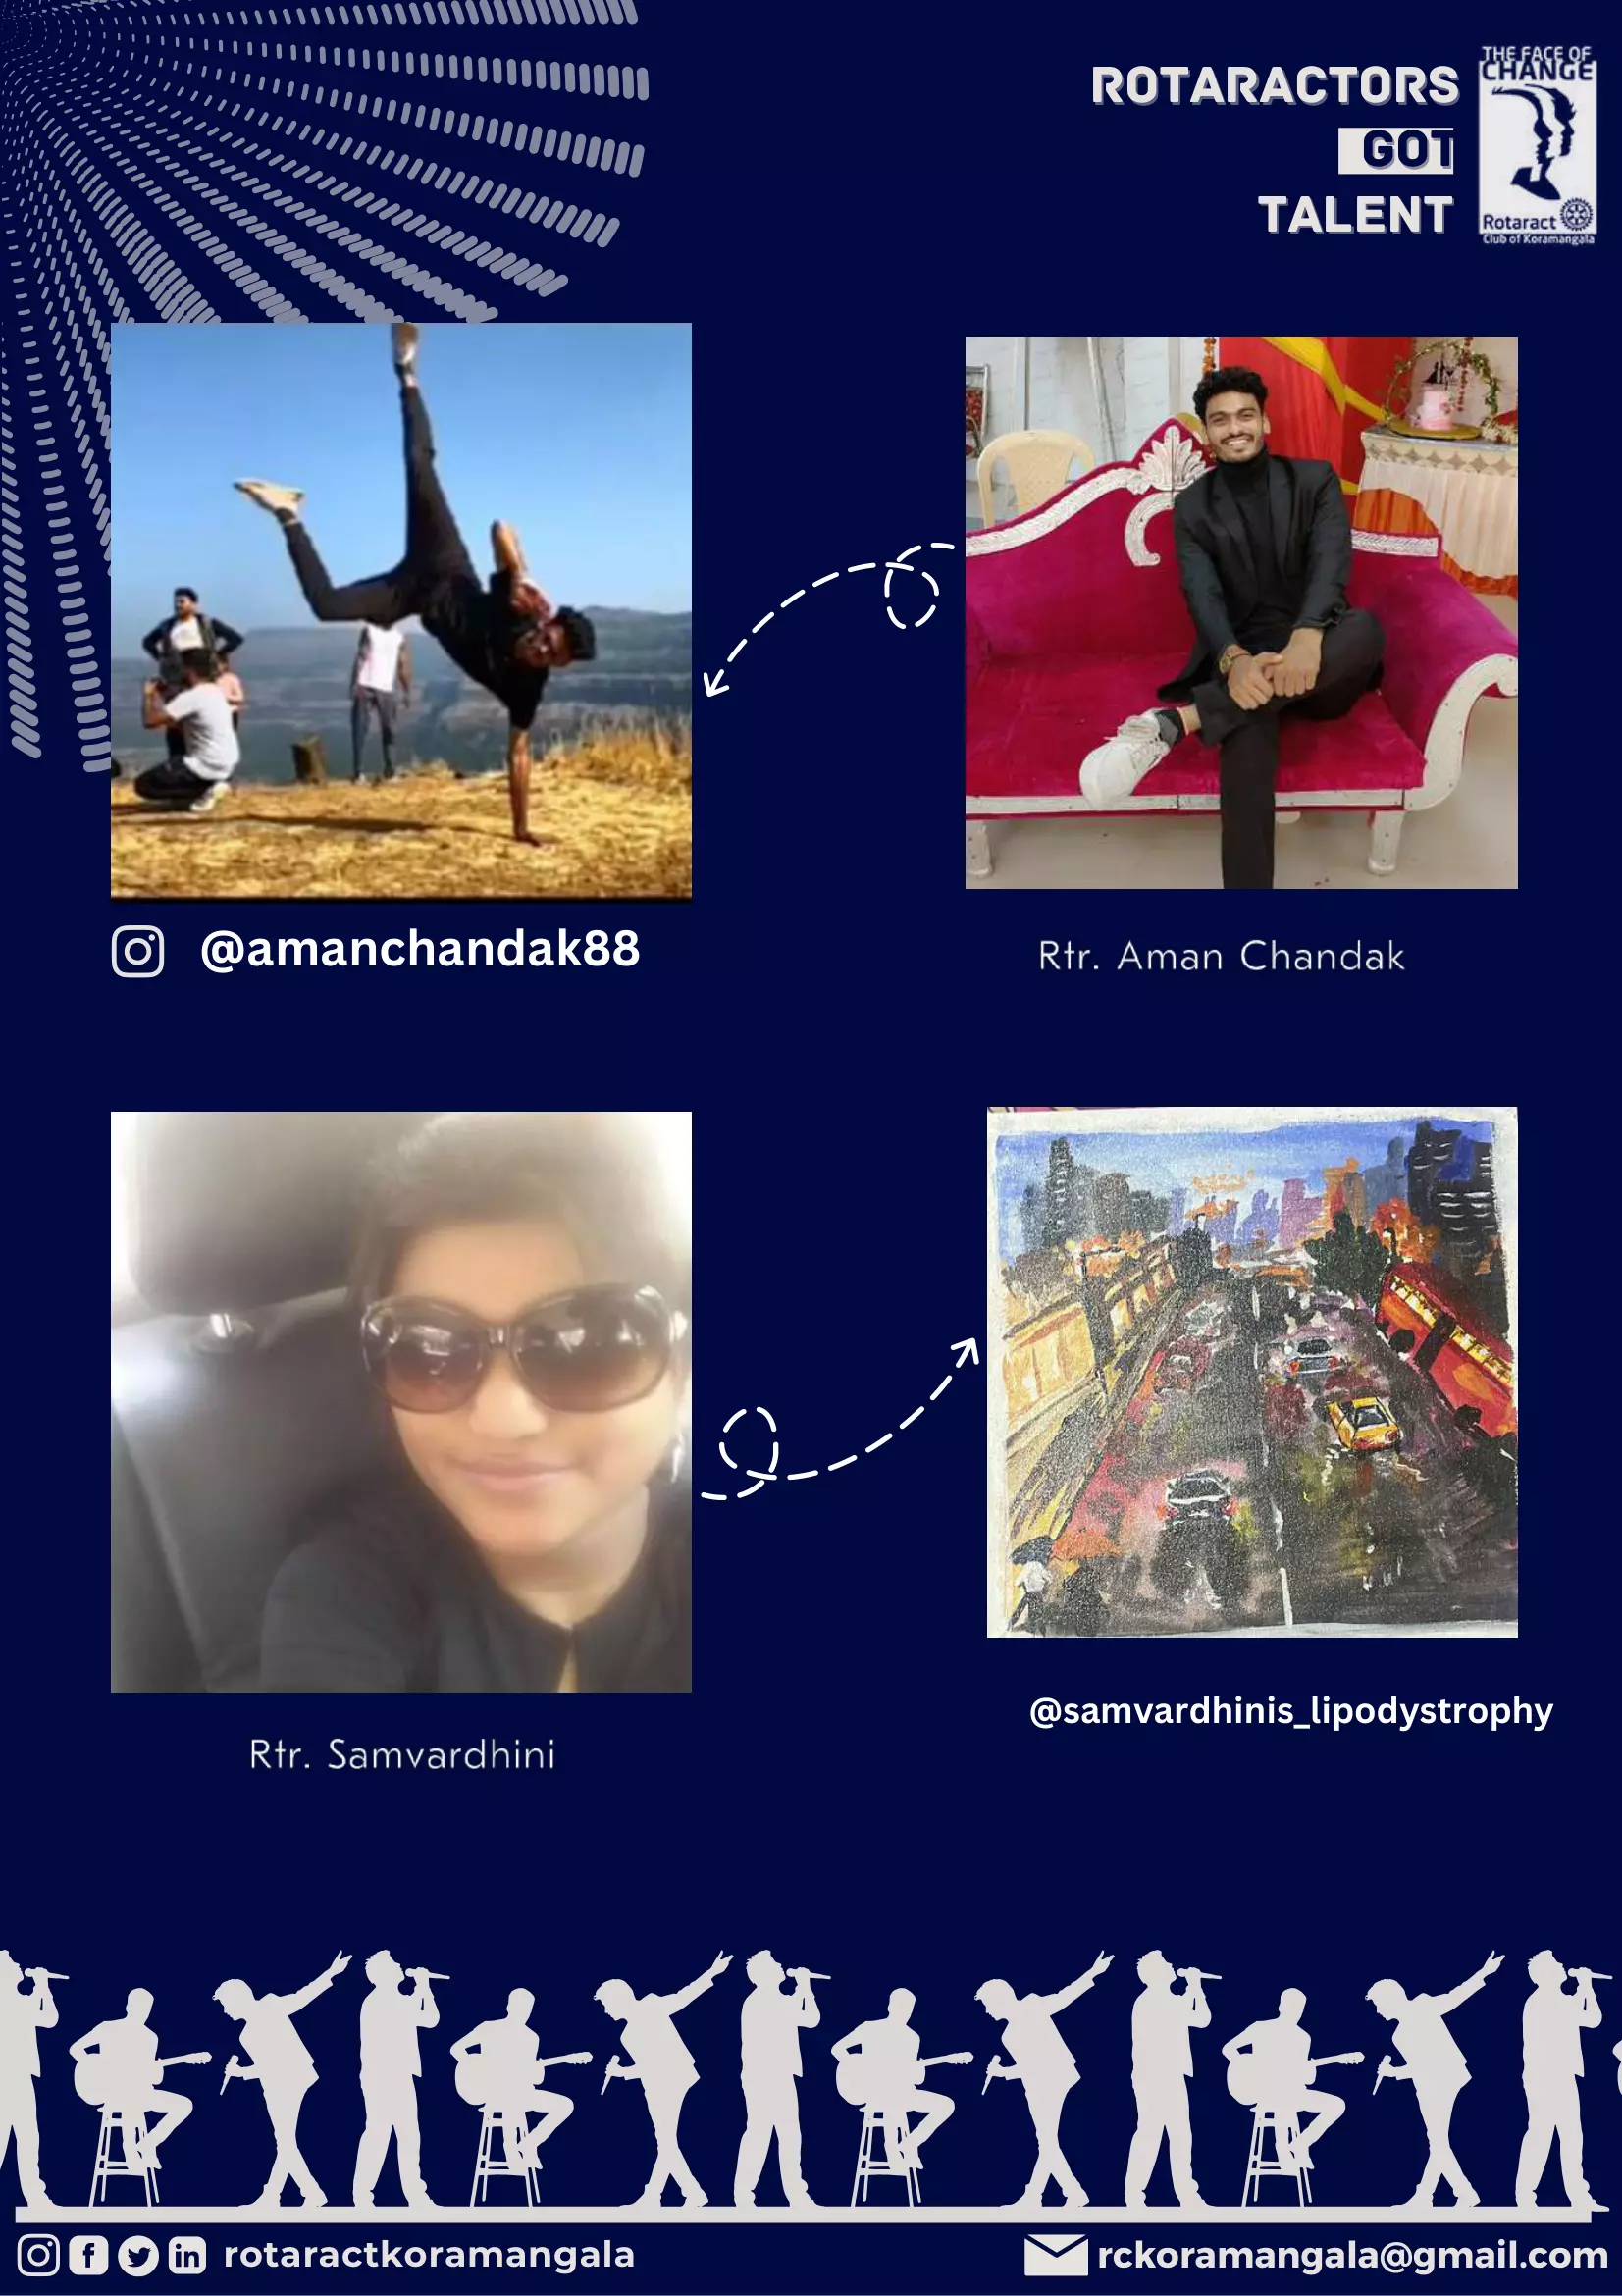 ROTARACTORS
GOT
TALENT
THE FACE OF
CHANGE
Rotaract
Club of Koramangala
@amanchandak88
Rtr. Aman Chandak
Rtr. Samvardhini
@samvardhinis_lipodystrophy
rotaractkoramangala
rckoramangala@gmail.com